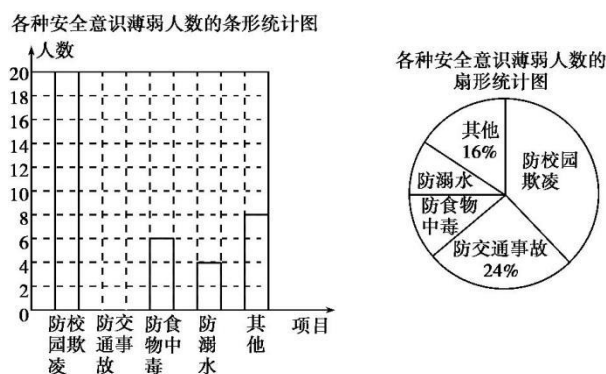 各种安全意识薄弱人数的条形统计图
人数
20
18
16
14
12
10
8
6
4
2
0
防校园欺凌
防交通事故
防食物中毒
防溺水
其他
项目
各种安全意识薄弱人数的
扇形统计图
其他
16%
防校园
欺凌
防溺水
防食物
中毒
防交通事故
24%